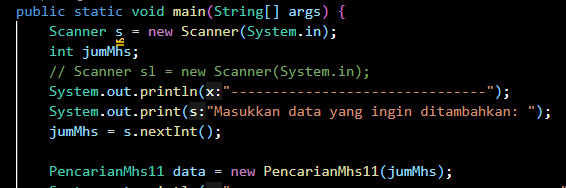 public static void main(String[] args) {
Scanner s = new Scanner(System.in);
int jumMhs;
// Scanner sl = new Scanner(System.in);
System.out.println(x:"-------------------------------");
System.out.print(s:"Masukkan data yang ingin ditambahkan: ");
jumMhs = s.nextInt();
PencarianMhs11 data = new PencarianMhs11(jumMhs);